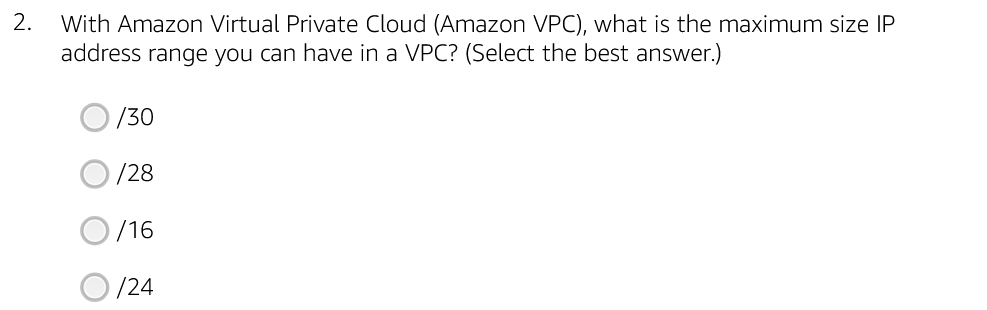 2. With Amazon Virtual Private Cloud (Amazon VPC), what is the maximum size IP
address range you can have in a VPC? (Select the best answer.)
/30
/28
/16
/24